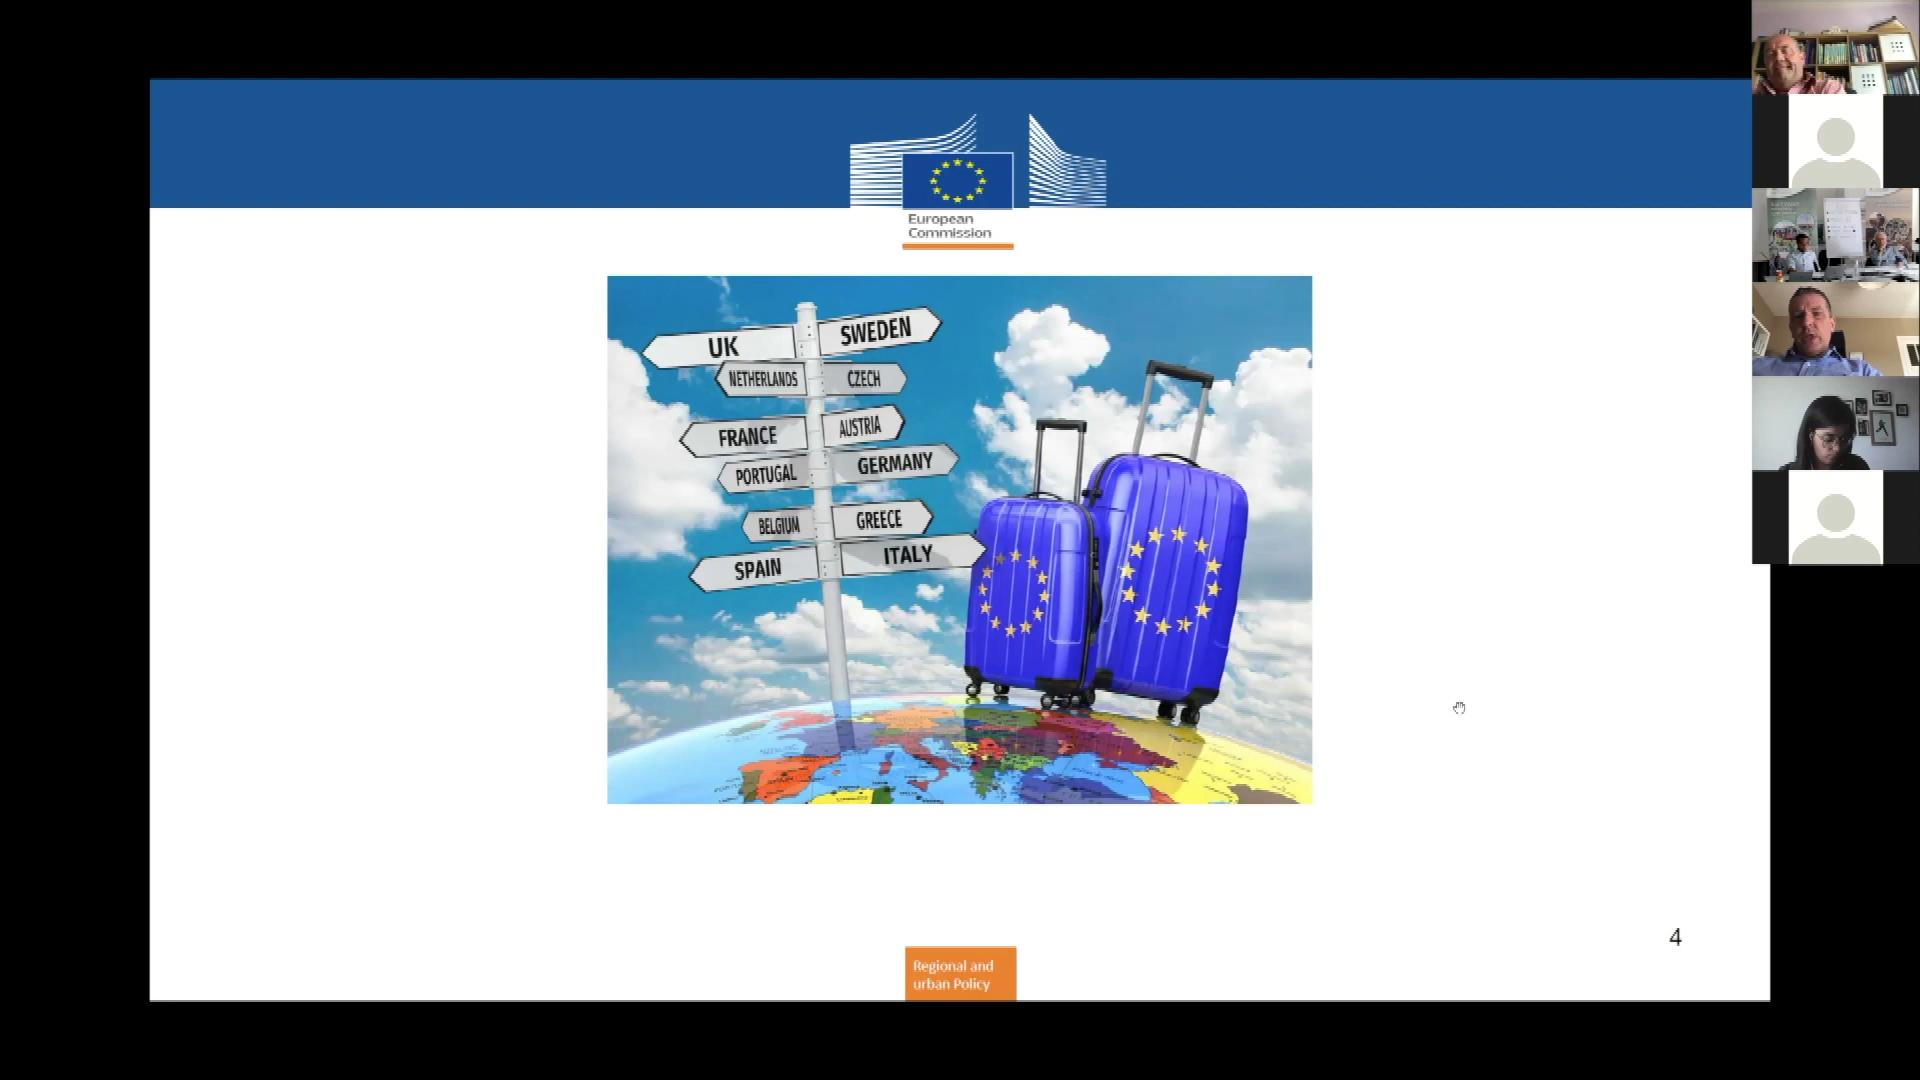 European
Commission
UK
SWEDEN
NETHERLANDS
CZECH
FRANCE
AUSTRIA
PORTUGAL
GERMANY
BELGIUM
GREECE
SPAIN
ITALY
4
Regional and
urban Policy